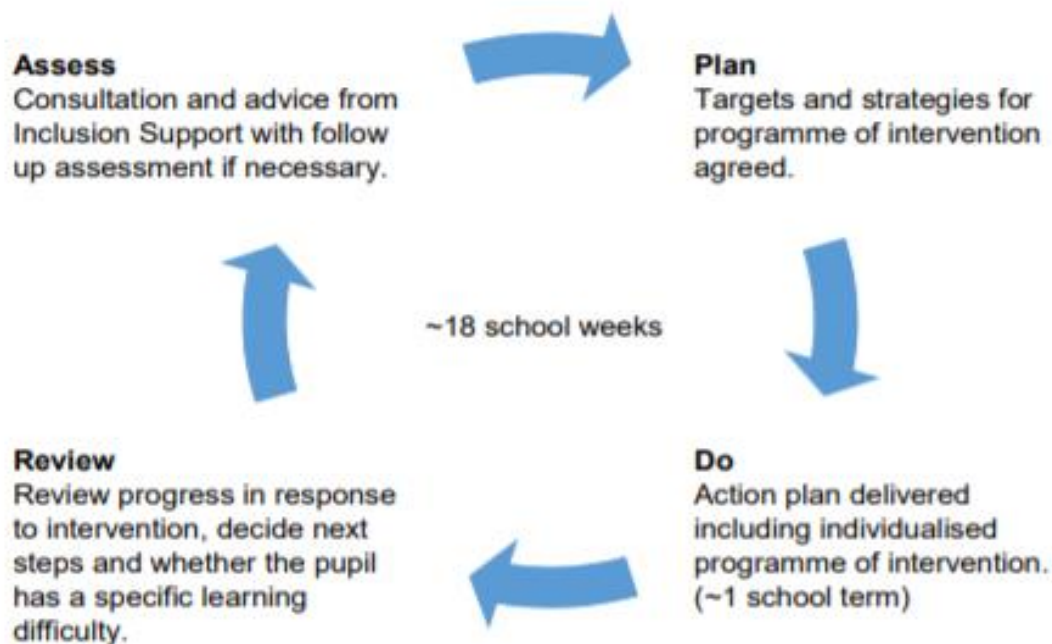 Assess
Consultation and advice from
Inclusion Support with follow
up assessment if necessary.
Plan
Targets and strategies for
programme of intervention
agreed.
~18 school weeks
Review
Review progress in response
to intervention, decide next
steps and whether the pupil
has a specific learning
difficulty.
Do
Action plan delivered
including individualised
programme of intervention.
(~1 school term)